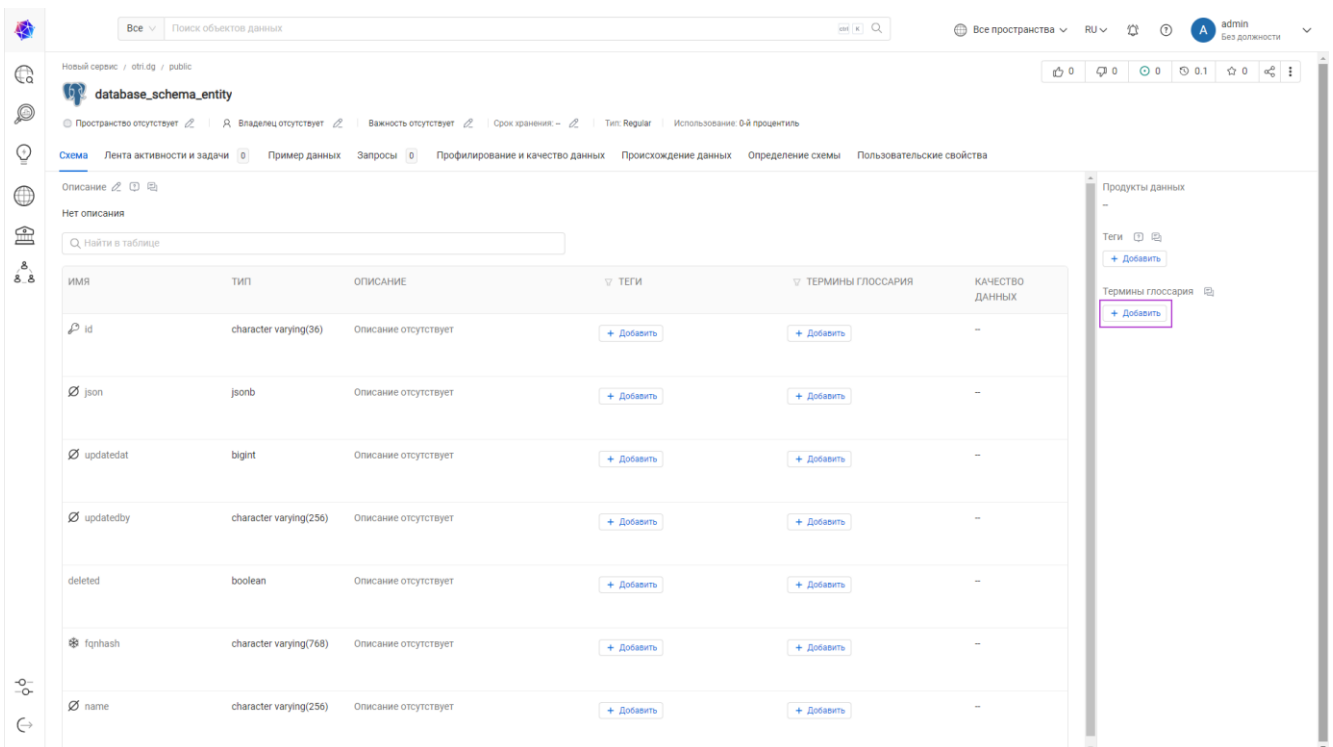 Все Поиск объектов данных ctrl K Все пространства RU A admin
Без должности
Новый сервис / otri.dg / public
0 0 0 0.1 0
database_schema_entity
Пространство отсутствует Владелец отсутствует Важность отсутствует Срок хранения: – Тип: Regular Использование: 0-й процентиль
Схема Лента активности и задачи 0 Пример данных Запросы 0 Профилирование и качество данных Происхождение данных Определение схемы Пользовательские свойства
Описание
Нет описания
Найти в таблице
ИМЯ ТИП ОПИСАНИЕ ТЕГИ ТЕРМИНЫ ГЛОССАРИЯ КАЧЕСТВО
ДАННЫХ
id character varying(36) Описание отсутствует + Добавить + Добавить --
json jsonb Описание отсутствует + Добавить + Добавить --
updatedat bigint Описание отсутствует + Добавить + Добавить --
updatedby character varying(256) Описание отсутствует + Добавить + Добавить --
deleted boolean Описание отсутствует + Добавить + Добавить --
fqnhash character varying(768) Описание отсутствует + Добавить + Добавить --
name character varying(256) Описание отсутствует + Добавить + Добавить --
Продукты данных
--
Теги
+ Добавить
Термины глоссария
+ Добавить